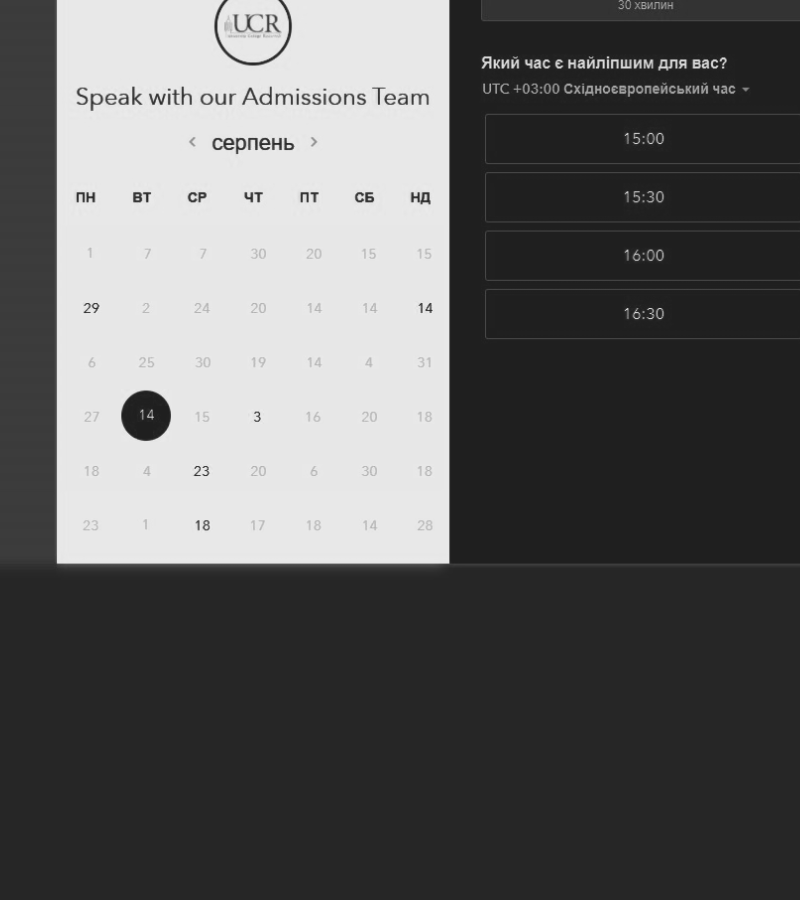 UCR
Speak with our Admissions Team
серпень
ПН ВТ СР ЧТ ПТ СБ НД
1 7 7 30 20 15 15
29 2 24 20 14 14 14
6 25 30 19 14 4 31
27 14 15 3 16 20 18
18 4 23 20 6 30 18
23 1 18 17 18 14 28
30 хвилин
Який час є найліпшим для вас?
UTC +03:00 Східноєвропейський час
15:00
15:30
16:00
16:30